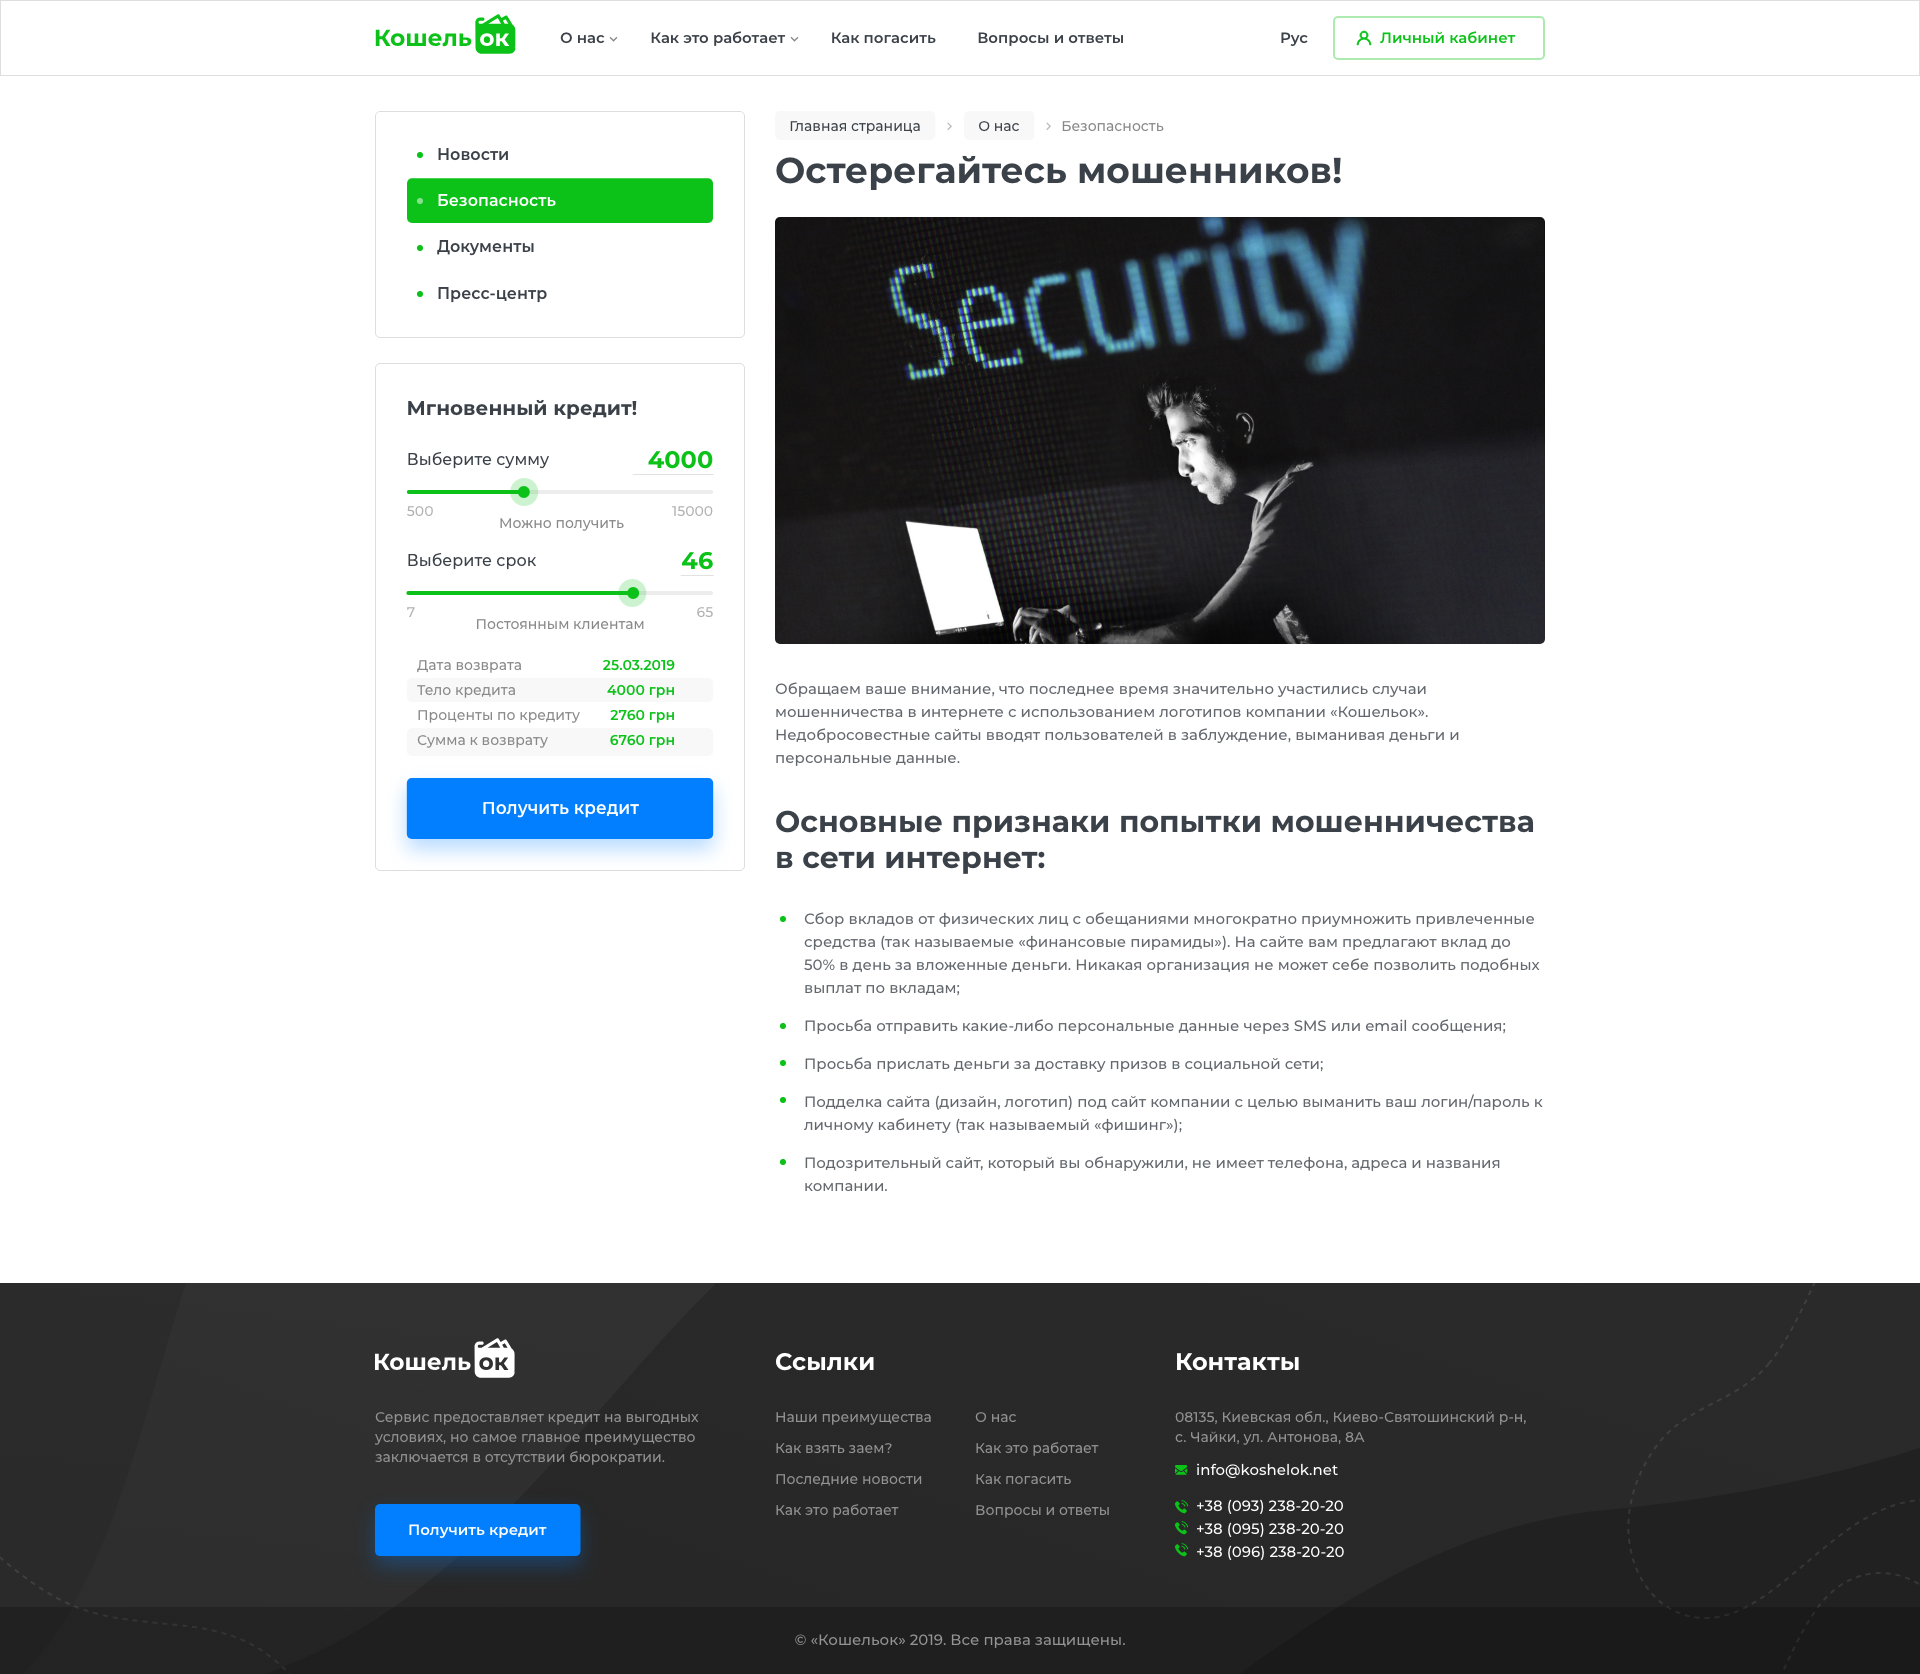 Кошельок
О нас
Как это работает
Как погасить
Вопросы и ответы
Рус
Личный кабинет
Новости
Безопасность
Документы
Пресс-центр
Мгновенный кредит!
Выберите сумму 4000
500 15000
Можно получить
Выберите срок 46
7 65
Постоянным клиентам
Дата возврата 25.03.2019
Тело кредита 4000 грн
Проценты по кредиту 2760 грн
Сумма к возврату 6760 грн
Получить кредит
Главная страница > О нас > Безопасность
Остерегайтесь мошенников!
Security
Обращаем ваше внимание, что последнее время значительно участились случаи
мошенничества в интернете с использованием логотипов компании «Кошельок».
Недобросовестные сайты вводят пользователей в заблуждение, выманивая деньги и
персональные данные.
Основные признаки попытки мошенничества
в сети интернет:
Сбор вкладов от физических лиц с обещаниями многократно приумножить привлеченные
средства (так называемые «финансовые пирамиды»). На сайте вам предлагают вклад до
50% в день за вложенные деньги. Никакая организация не может себе позволить подобных
выплат по вкладам;
Просьба отправить какие-либо персональные данные через SMS или email сообщения;
Просьба прислать деньги за доставку призов в социальной сети;
Подделка сайта (дизайн, логотип) под сайт компании с целью выманить ваш логин/пароль к
личному кабинету (так называемый «фишинг»);
Подозрительный сайт, который вы обнаружили, не имеет телефона, адреса и названия
компании.
Кошельок
Сервис предоставляет кредит на выгодных
условиях, но самое главное преимущество
заключается в отсутствии бюрократии.
Получить кредит
Ссылки
Наши преимущества
Как взять заем?
Последние новости
Как это работает
О нас
Как это работает
Как погасить
Вопросы и ответы
Контакты
08135, Киевская обл., Киево-Святошинский р-н,
с. Чайки, ул. Антонова, 8А
info@koshelok.net
+38 (093) 238-20-20
+38 (095) 238-20-20
+38 (096) 238-20-20
© «Кошельок» 2019. Все права защищены.